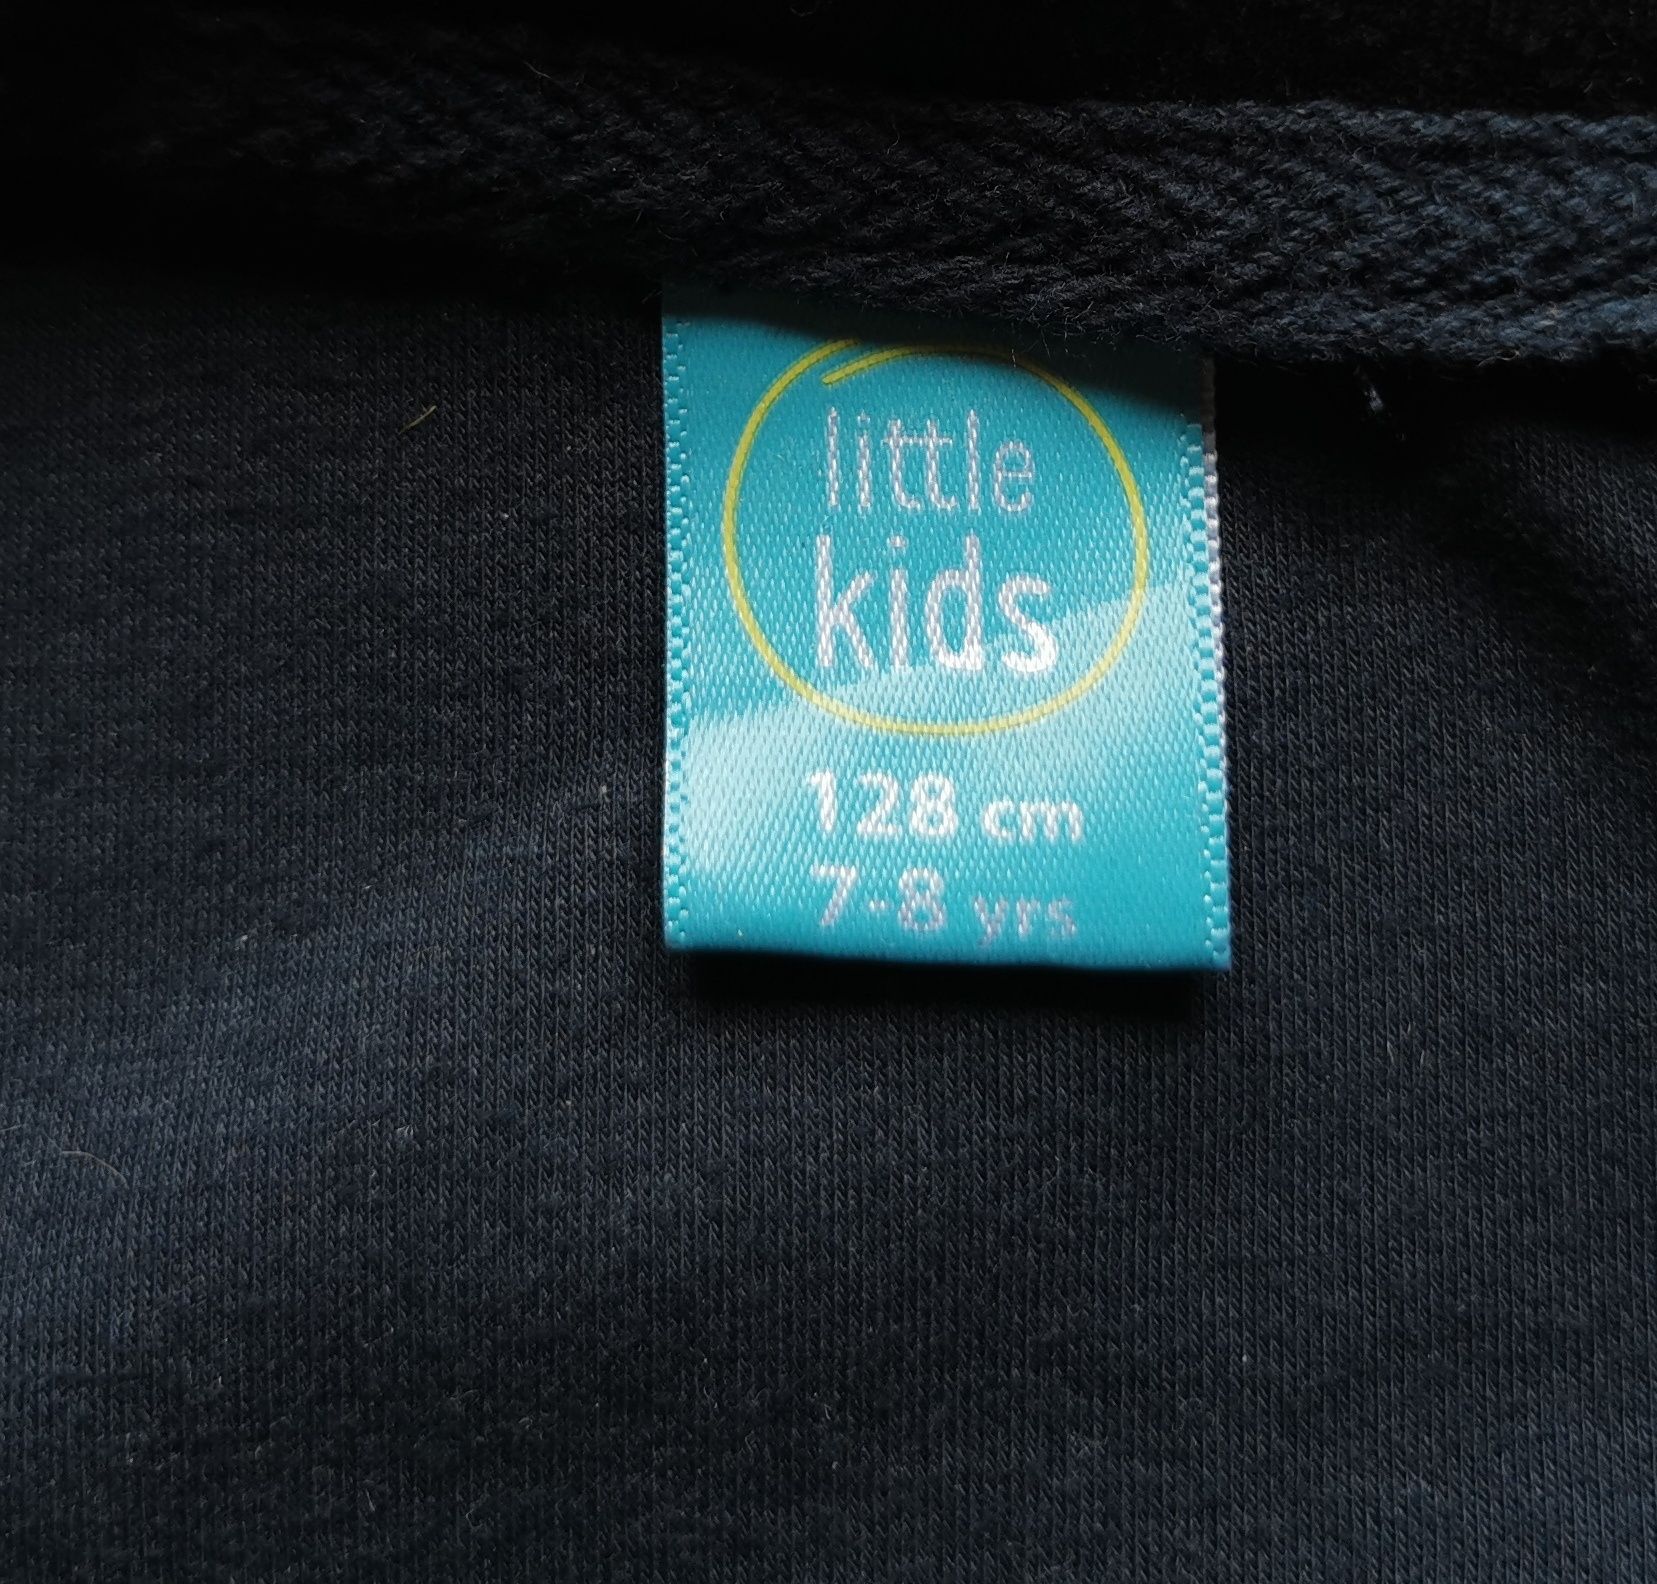 little
kids
128 cm
7-8 yrs